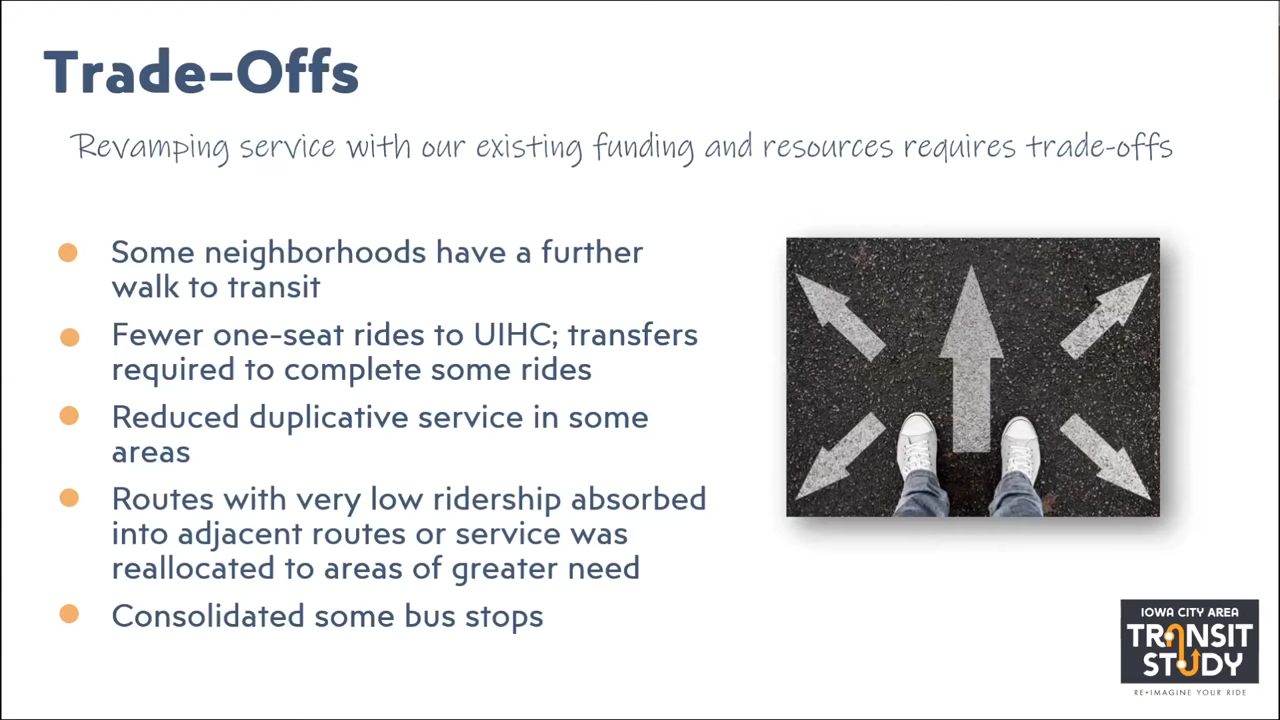 Trade-Offs
Revamping service with our existing funding and resources requires trade-offs
Some neighborhoods have a further
walk to transit
Fewer one-seat rides to UIHC; transfers
required to complete some rides
Reduced duplicative service in some
areas
Routes with very low ridership absorbed
into adjacent routes or service was
reallocated to areas of greater need
Consolidated some bus stops
IOWA CITY AREA
TRANSIT
STUDY
RE•IMAGINE YOUR RIDE